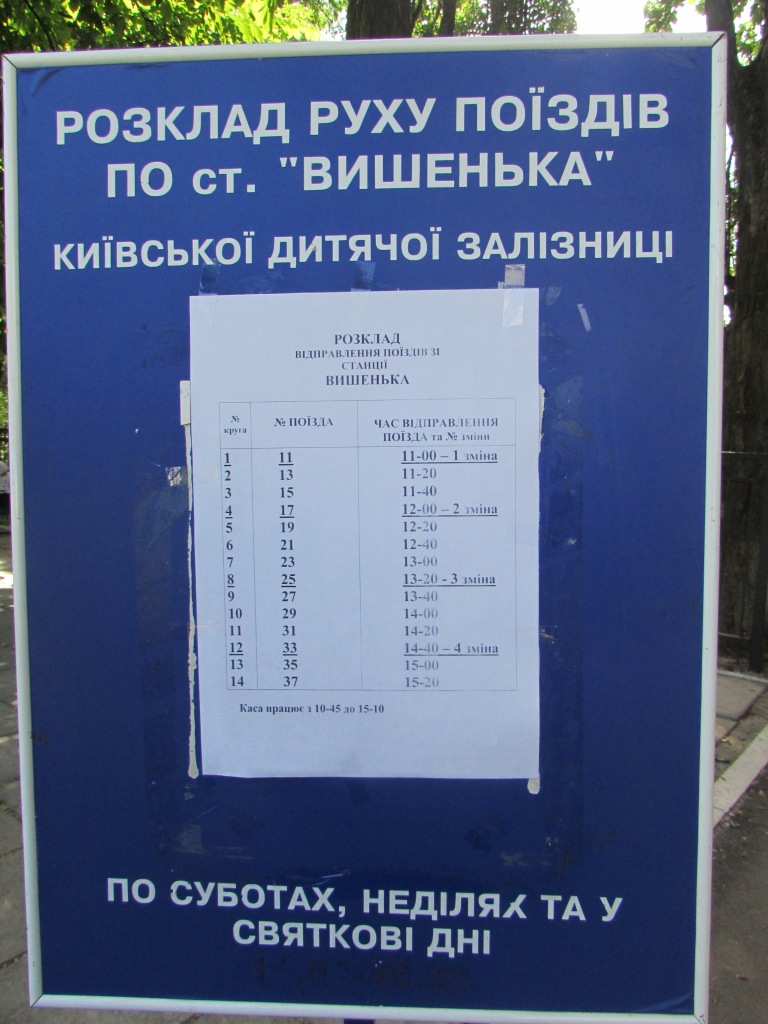 РОЗКЛАД РУХУ ПОЇЗДІВ
ПО ст. "ВИШЕНЬКА"
КИЇВСЬКОЇ ДИТЯЧОЇ ЗАЛІЗНИЦІ
РОЗКЛАД
ВІДПРАВЛЕННЯ ПОЇЗДІВ ЗІ
СТАНЦІЇ
ВИШЕНЬКА
№ круга № ПОЇЗДА ЧАС ВІДПРАВЛЕННЯ ПОЇЗДА та № зміни
1 11 11-00 – 1 зміна
2 13 11-20
3 15 11-40
4 17 12-00 – 2 зміна
5 19 12-20
6 21 12-40
7 23 13-00
8 25 13-20 - 3 зміна
9 27 13-40
10 29 14-00
11 31 14-20
12 33 14-40 – 4 зміна
13 35 15-00
14 37 15-20
Каса працює з 10-45 до 15-10
ПО СУБОТАХ, НЕДІЛЯХ ТА У
СВЯТКОВІ ДНІ